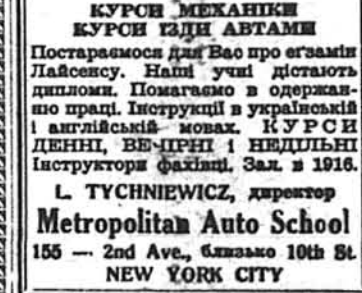 КУРСИ МЕХАНІКИ
КУРСИ ЇЗДИ АВТАМИ
Постараємося для Вас про еґзамін
Лайсенсу. Наші учні дістають
дипломи. Помагаємо в одержан-
ню праці. Інструкції в українській
і англійській мовах. КУРСИ
ДЕННІ, ВЕЧІРНІ і НЕДІЛЬНІ
Інструктори фахівці. Зал. в 1916.
L. TYCHNIEWICZ, директор
Metropolitan Auto School
155 — 2nd Ave., близько 10th St.
NEW YORK CITY